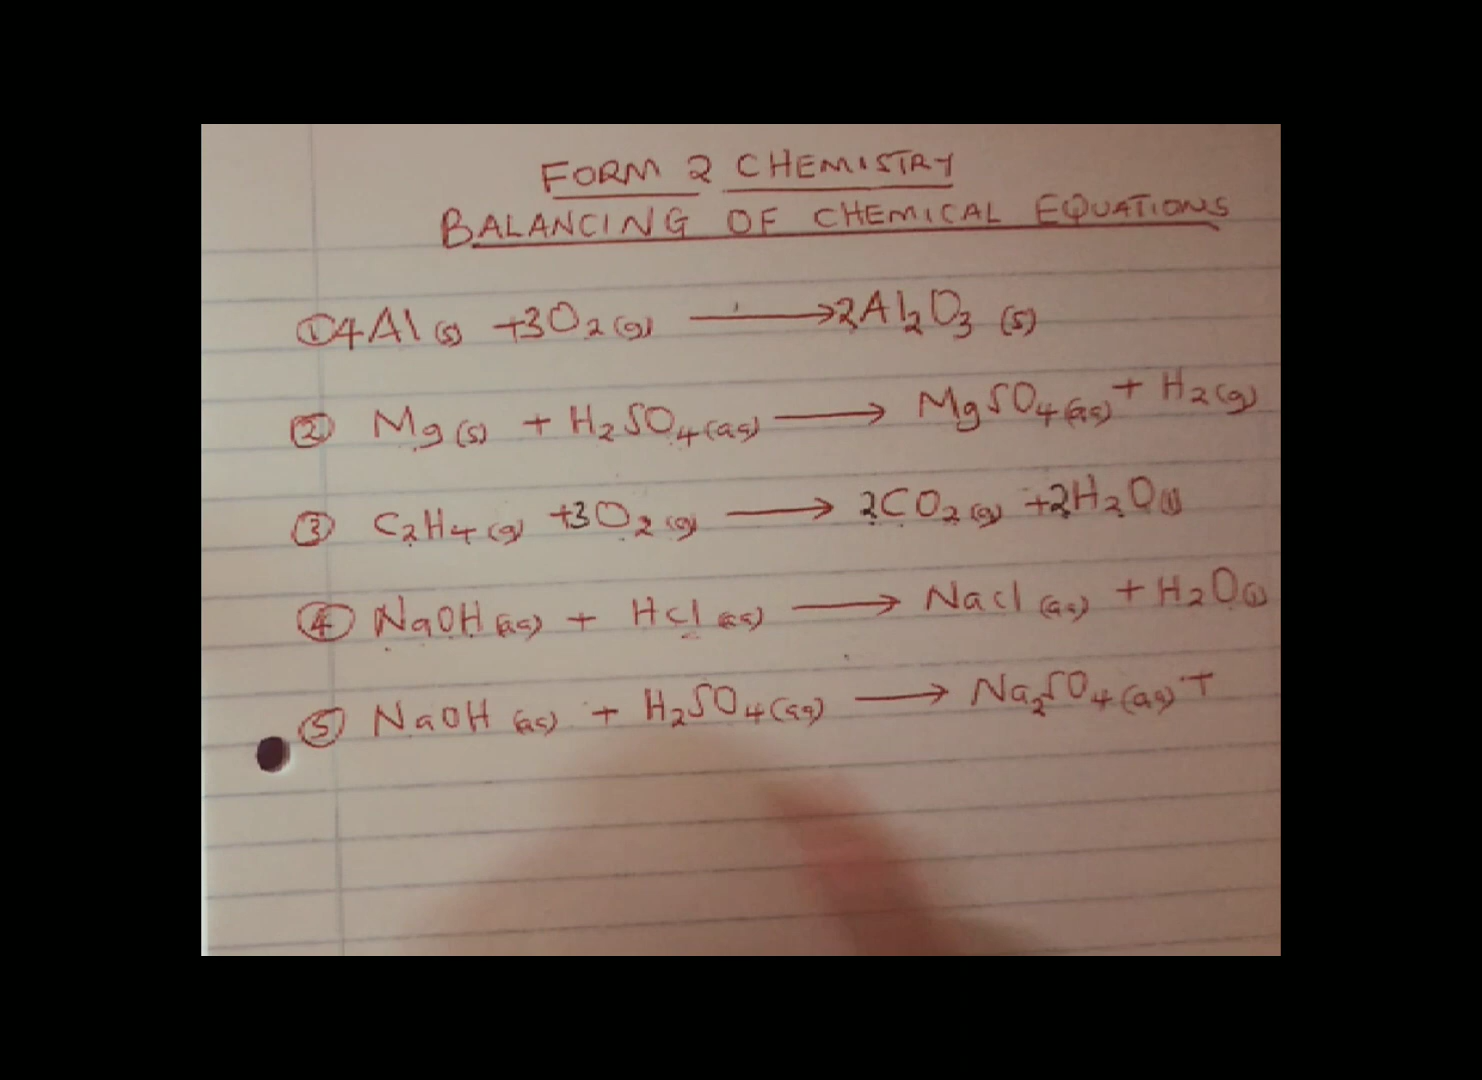 FORM 2 CHEMISTRY
BALANCING OF CHEMICAL EQUATIONS
① 4Al(s) + 3O₂(g) ⟶ 2Al₂O₃(s)
② Mg(s) + H₂SO₄(aq) ⟶ MgSO₄(aq) + H₂(g)
③ C₂H₄(g) + 3O₂(g) ⟶ 2CO₂(g) + 2H₂O(l)
④ NaOH(aq) + HCl(aq) ⟶ Nacl(aq) + H₂O(l)
⑤ NaOH(aq) + H₂SO₄(aq) ⟶ Na₂SO₄(aq) +